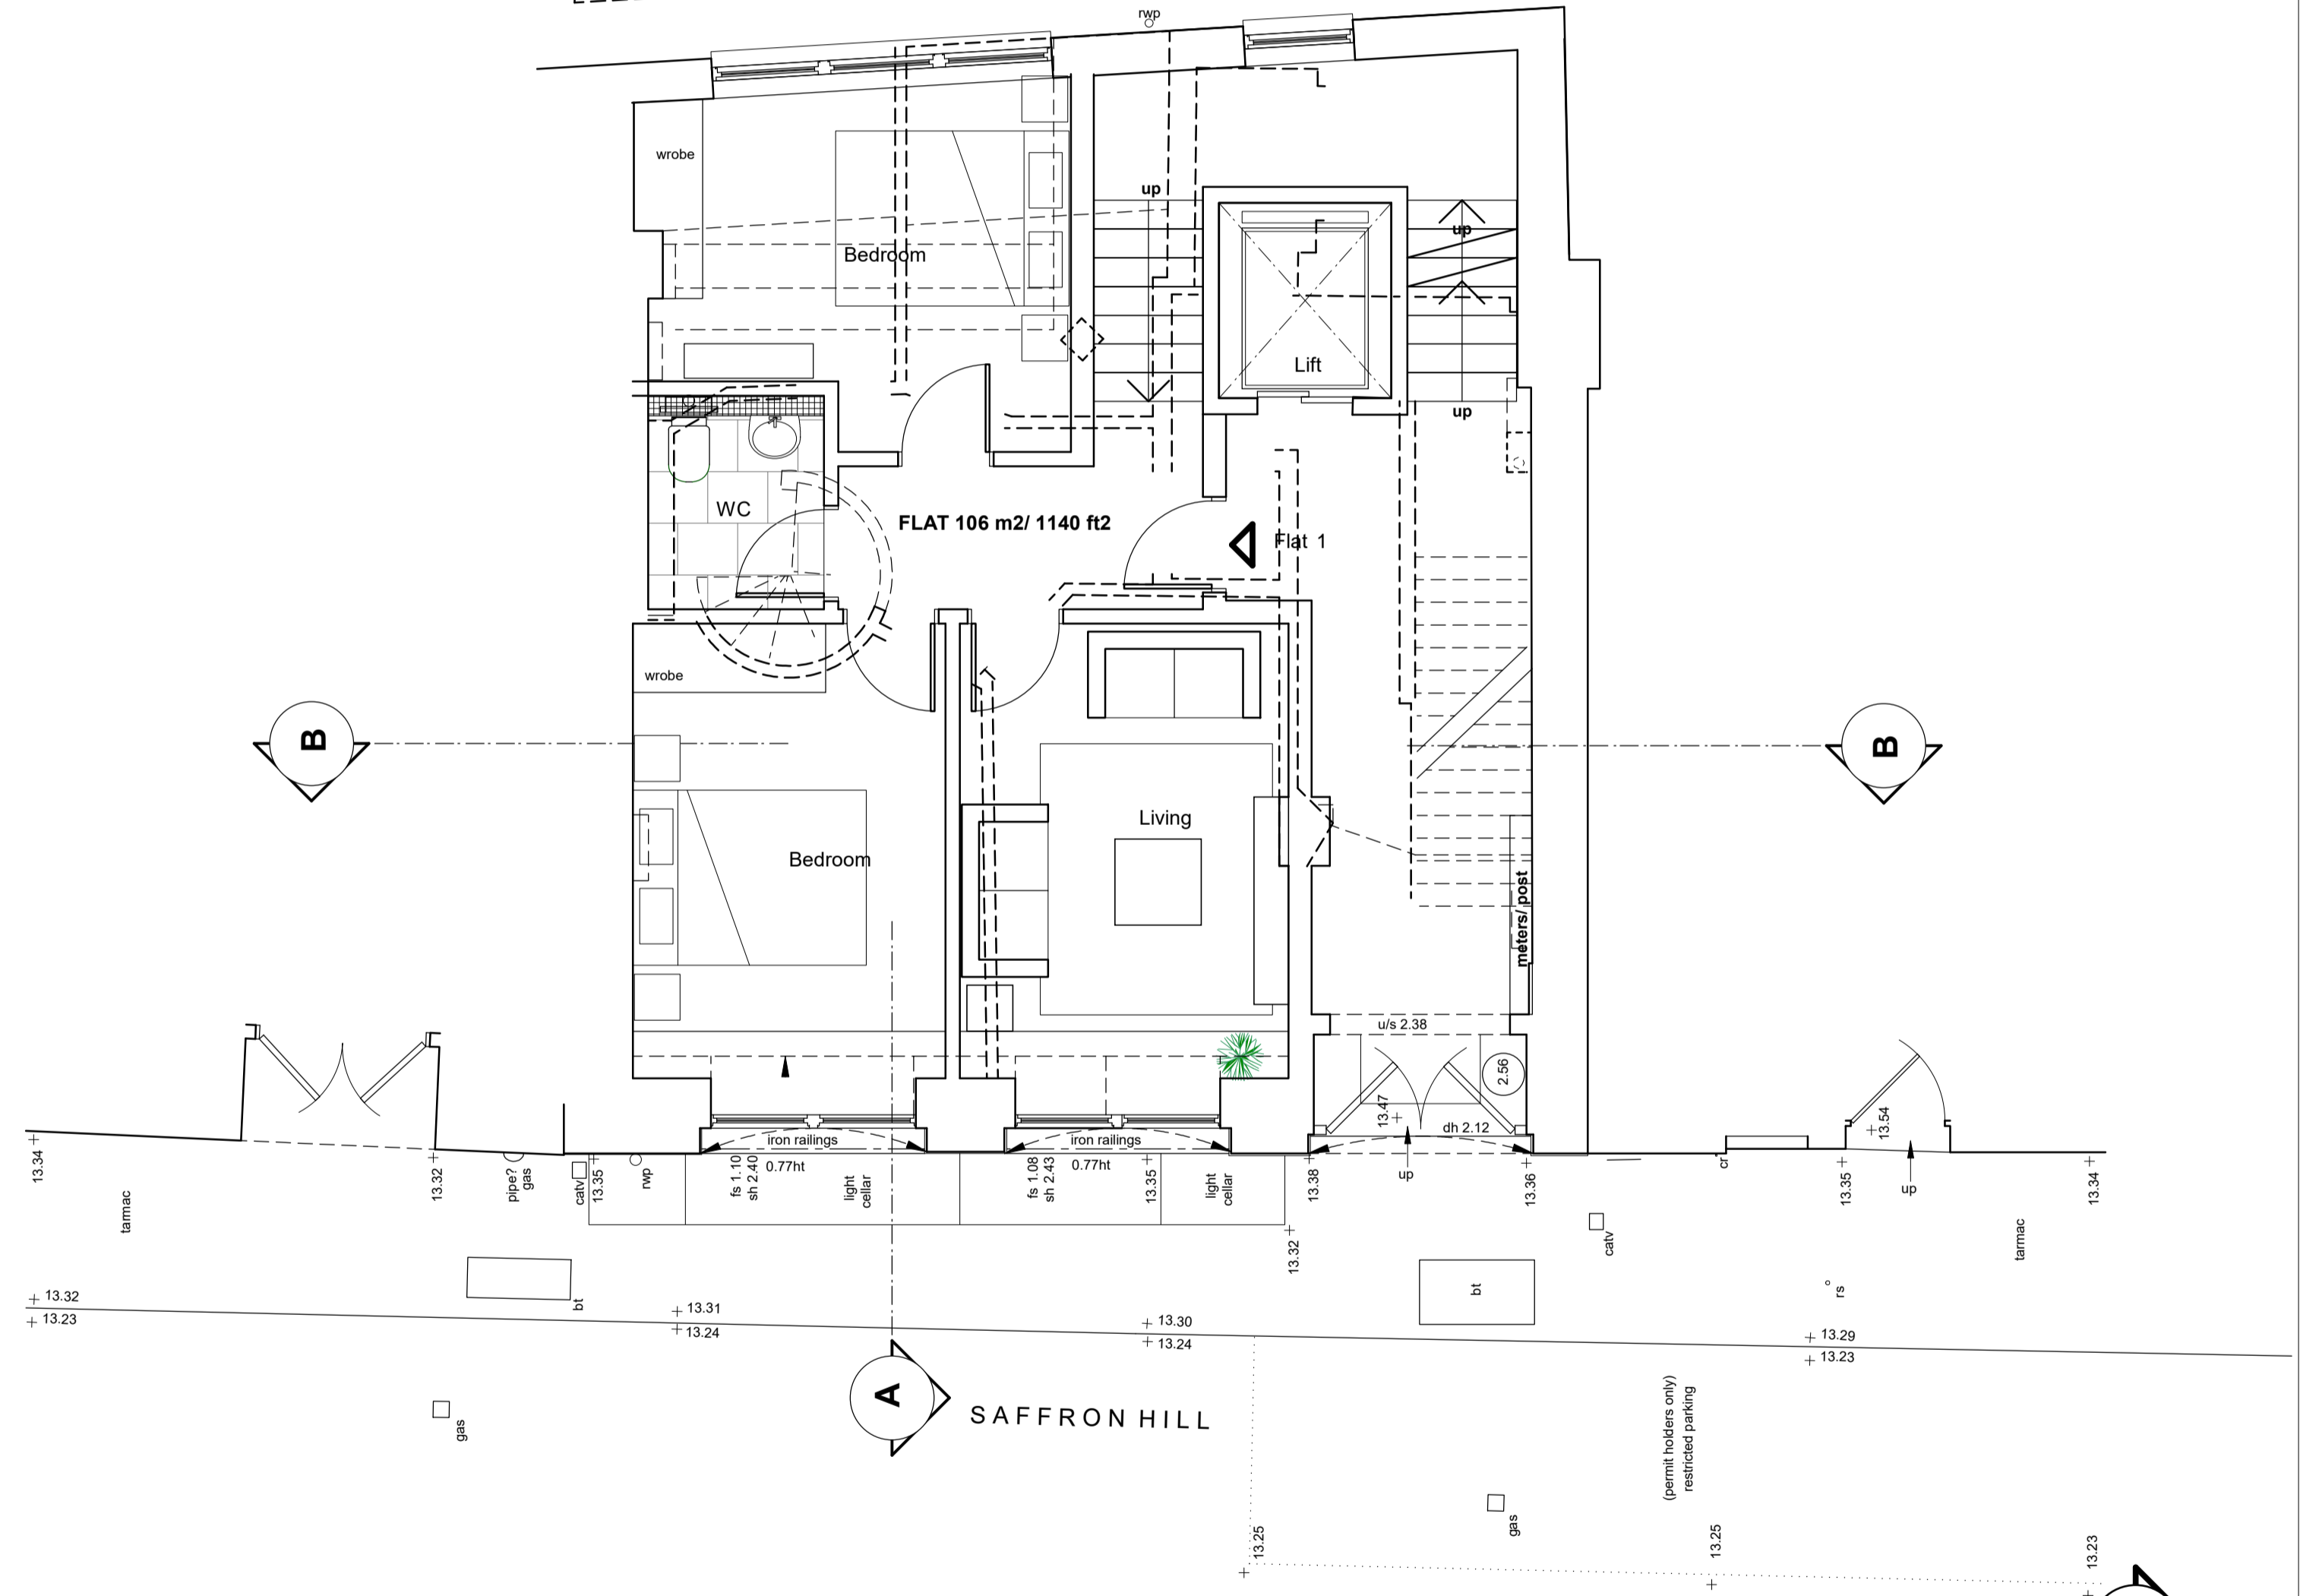 rwp
wrobe
up
up
Bedroom
Lift
up
WC
FLAT 106 m2/ 1140 ft2
Flat 1
wrobe
B
B
Living
Bedroom
meters/ post
u/s 2.38
2.56
13.47
dh 2.12
13.54
iron railings
iron railings
0.77ht
0.77ht
13.34
13.32
pipe?
gas
catv
13.35
rwp
fs 1.10
sh 2.40
light
cellar
fs 1.08
sh 2.43
13.35
light
cellar
13.38
up
13.36
cr
13.35
up
13.34
tarmac
catv
tarmac
13.32
bt
bt
rs
13.32
13.23
13.31
13.24
13.30
13.24
13.29
13.23
A
SAFFRON HILL
gas
(permit holders only)
restricted parking
gas
13.25
13.25
13.23